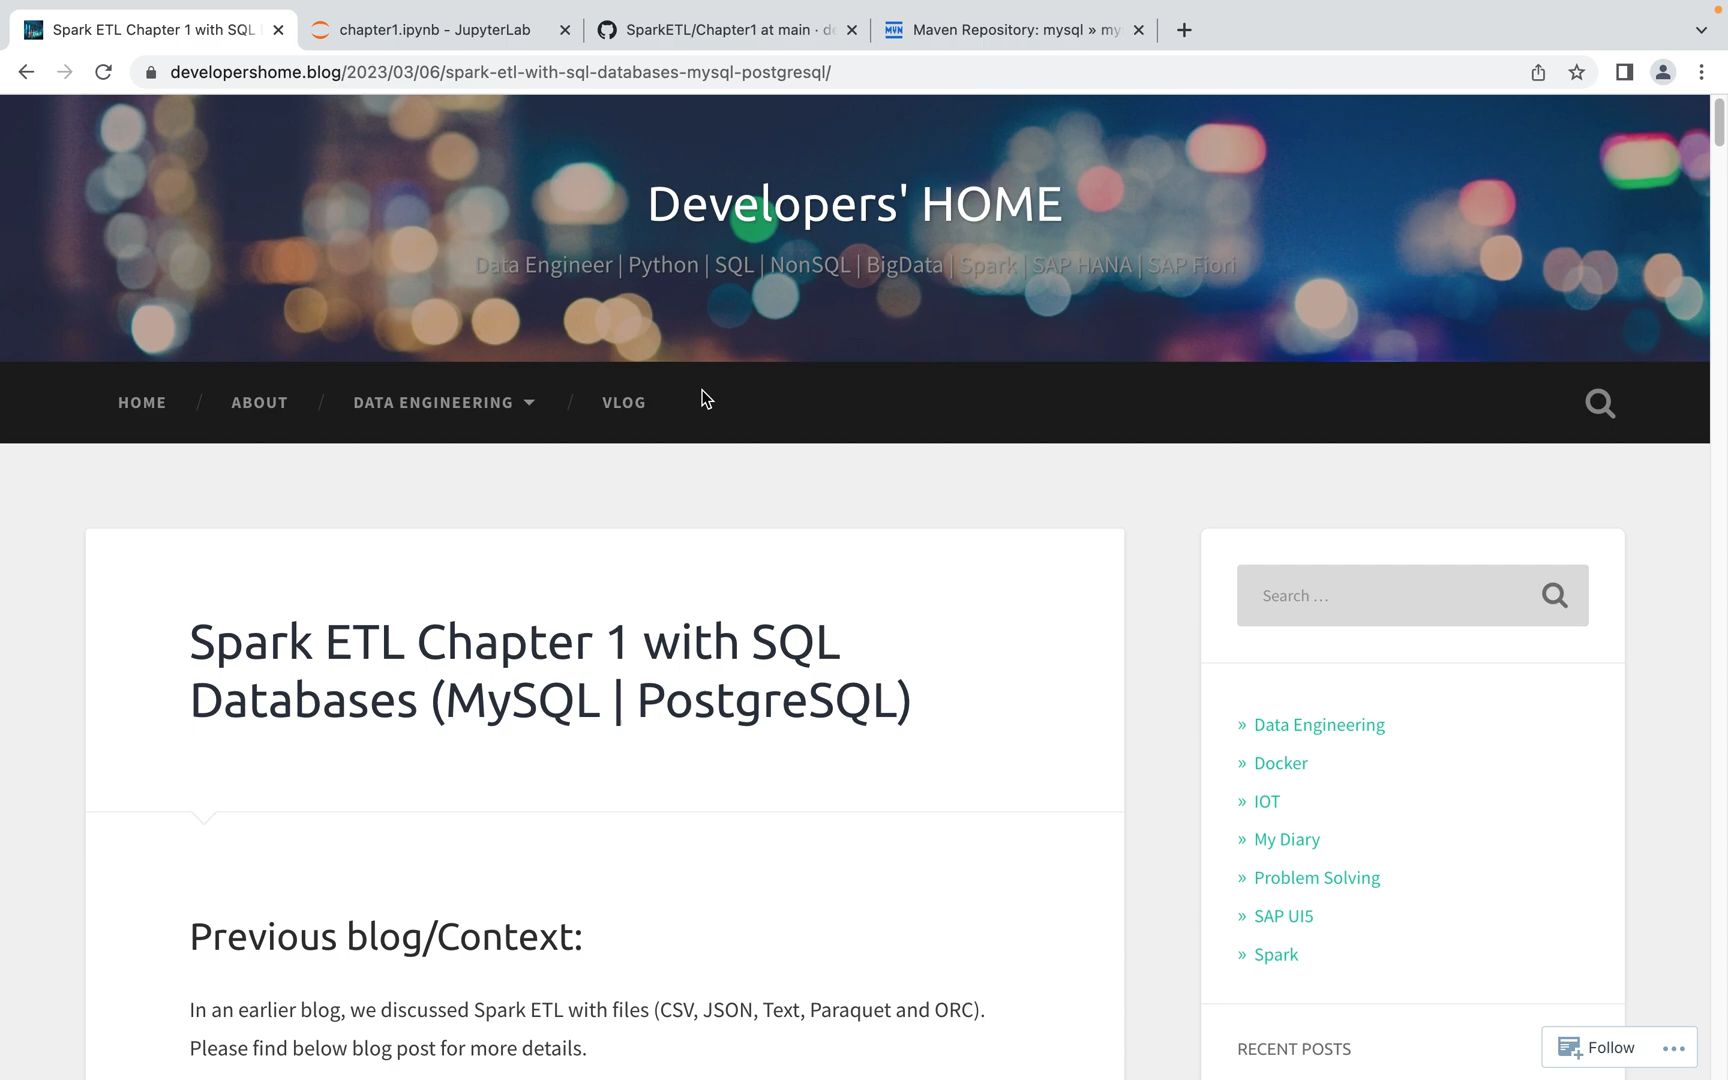 Spark ETL Chapter 1 with SQL
chapter1.ipynb - JupyterLab
SparkETL/Chapter1 at main · de
Maven Repository: mysql » my
developershome.blog/2023/03/06/spark-etl-with-sql-databases-mysql-postgresql/
Developers' HOME
Data Engineer | Python | SQL | NonSQL | BigData | Spark | SAP HANA | SAP Fiori
HOME / ABOUT / DATA ENGINEERING / VLOG
Spark ETL Chapter 1 with SQL
Databases (MySQL | PostgreSQL)
Previous blog/Context:
In an earlier blog, we discussed Spark ETL with files (CSV, JSON, Text, Paraquet and ORC).
Please find below blog post for more details.
Search …
» Data Engineering
» Docker
» IOT
» My Diary
» Problem Solving
» SAP UI5
» Spark
RECENT POSTS
Follow